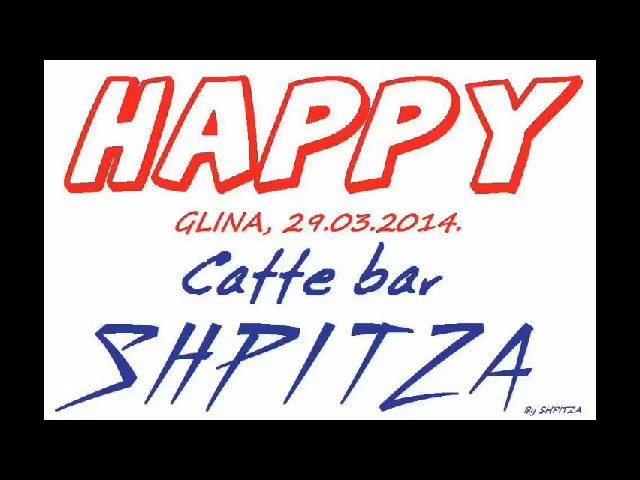 HAPPY
GLINA, 29.03.2014.
Caffe bar
SHPITZA
By SHPITZA